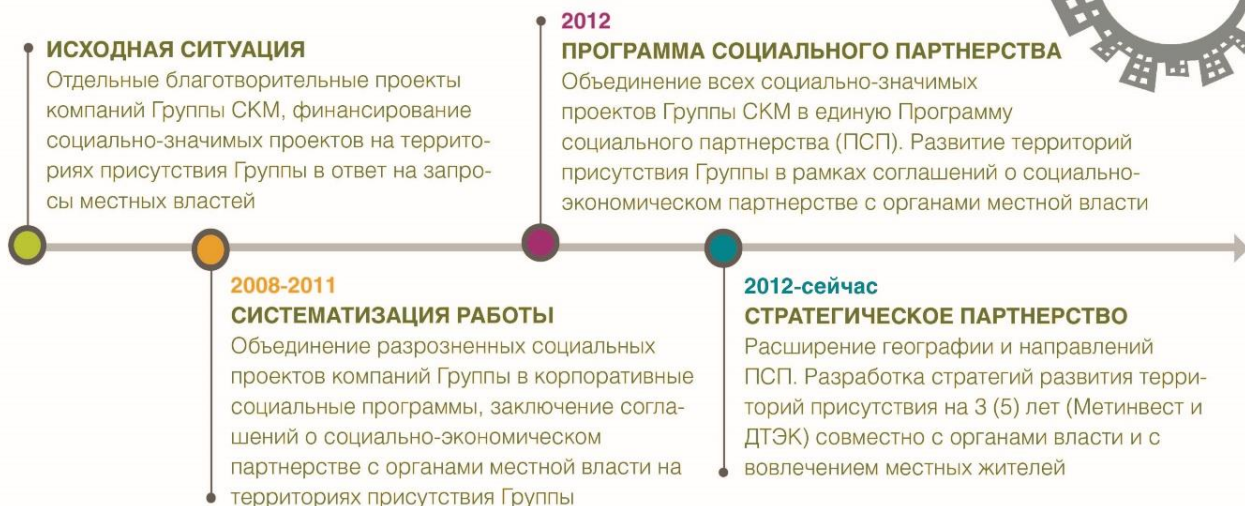 ИСХОДНАЯ СИТУАЦИЯ
Отдельные благотворительные проекты
компаний Группы СКМ, финансирование
социально-значимых проектов на террито-
риях присутствия Группы в ответ на запро-
сы местных властей
2008-2011
СИСТЕМАТИЗАЦИЯ РАБОТЫ
Объединение разрозненных социальных
проектов компаний Группы в корпоративные
социальные программы, заключение согла-
шений о социально-экономическом
партнерстве с органами местной власти на
территориях присутствия Группы
2012
ПРОГРАММА СОЦИАЛЬНОГО ПАРТНЕРСТВА
Объединение всех социально-значимых
проектов Группы СКМ в единую Программу
социального партнерства (ПСП). Развитие территорий
присутствия Группы в рамках соглашений о социально-
экономическом партнерстве с органами местной власти
2012-сейчас
СТРАТЕГИЧЕСКОЕ ПАРТНЕРСТВО
Расширение географии и направлений
ПСП. Разработка стратегий развития терри-
торий присутствия на 3 (5) лет (Метинвест и
ДТЭК) совместно с органами власти и с
вовлечением местных жителей